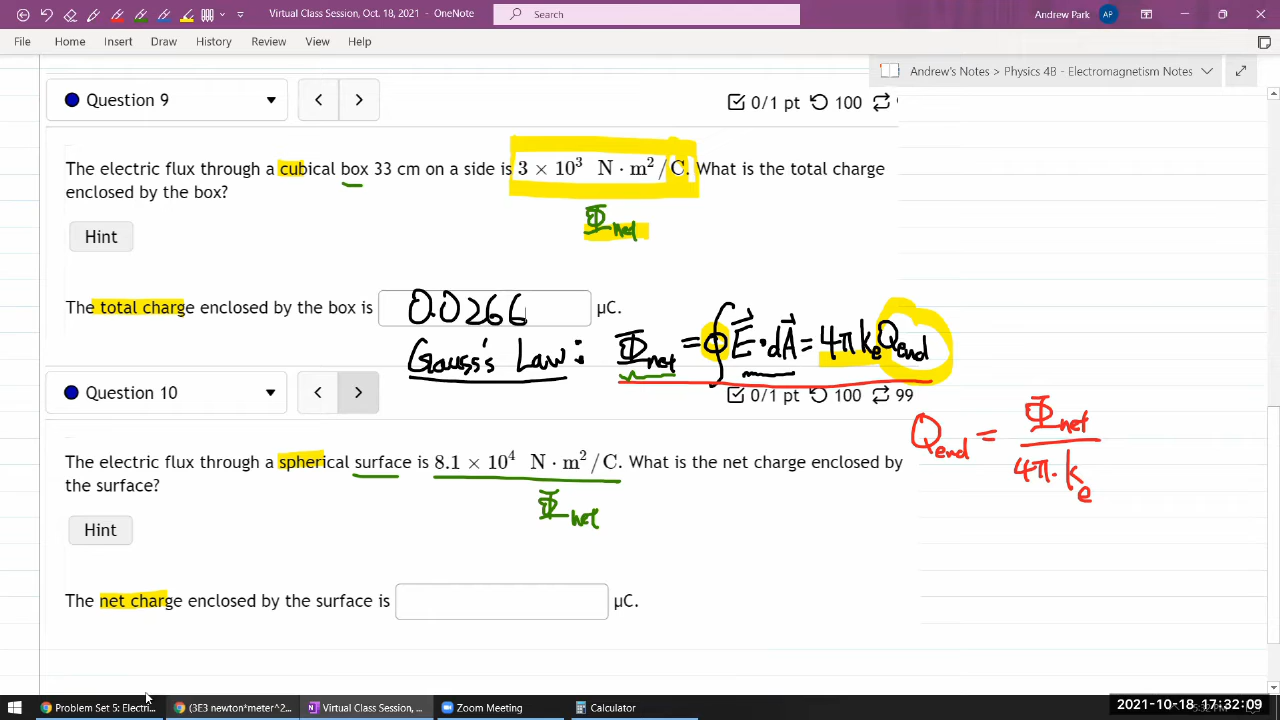 Virtual Class Session, Oct 18, 2021 - OneNote
Search
Andrew Park
AP
File Home Insert Draw View History Review View Help
Andrew's Notes > Physics 4B - Electromagnetism Notes
Question 9
0/1 pt 100
The electric flux through a cubical box 33 cm on a side is 3 × 10³ N · m² / C. What is the total charge
enclosed by the box?
Φnet
Hint
The total charge enclosed by the box is 0.0266 μC.
Gauss's Law: Φnet = ∮ E⃗ · dA⃗ = 4π ke Qencl
Question 10
0/1 pt 100 99
Qencl = Φnet / 4π · ke
The electric flux through a spherical surface is 8.1 × 10⁴ N · m² / C. What is the net charge enclosed by
the surface?
Φnet
Hint
The net charge enclosed by the surface is μC.
Problem Set 5: Electri...
(3E3 newton*meter^2...
Virtual Class Session,...
Zoom Meeting
Calculator
2021-10-18 17:32:09